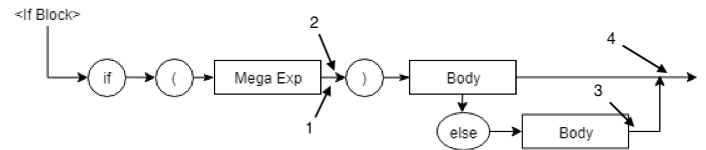 <If Block>
2
4
if
(
Mega Exp
)
Body
3
1
else
Body